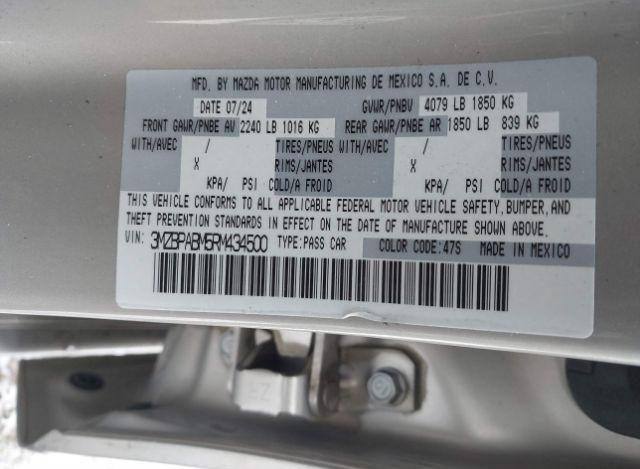 MFD. BY MAZDA MOTOR MANUFACTURING DE MEXICO S.A. DE C.V.
DATE 07/24 GVWR/PNBV 4079 LB 1850 KG
FRONT GAWR/PNBE AV 2240 LB 1016 KG REAR GAWR/PNBE AR 1850 LB 839 KG
WITH/AVEC / TIRES/PNEUS WITH/AVEC / TIRES/PNEUS
X RIMS/JANTES X RIMS/JANTES
KPA/ PSI COLD/A FROID KPA/ PSI COLD/A FROID
THIS VEHICLE CONFORMS TO ALL APPLICABLE FEDERAL MOTOR VEHICLE SAFETY, BUMPER, AND
THEFT PREVENTION STANDARDS IN EFFECT ON THE DATE OF MANUFACTURE SHOWN ABOVE.
VIN: 3MZBPABM5RM434500 TYPE:PASS CAR COLOR CODE:47S MADE IN MEXICO